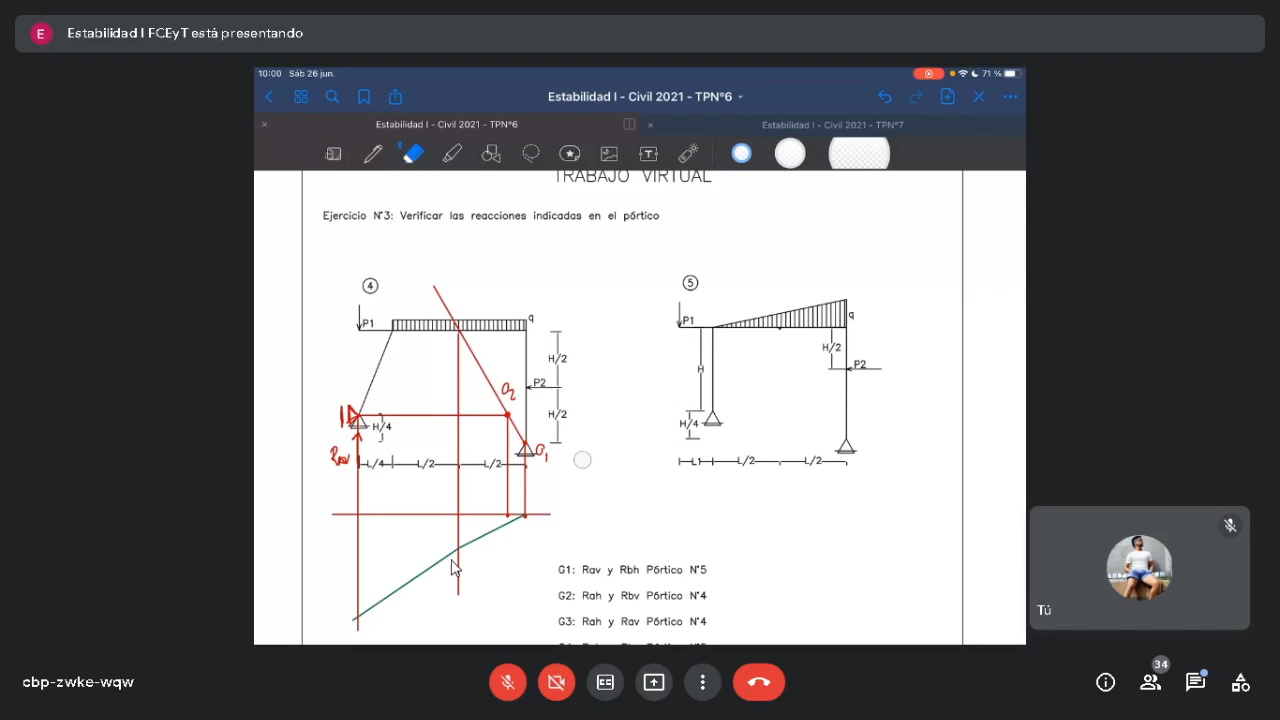 E
Estabilidad I FCEyT está presentando
10:00 Sáb 26 jun.
71 %
Estabilidad I - Civil 2021 - TPN°6
Estabilidad I - Civil 2021 - TPN°6
Estabilidad I - Civil 2021 - TPN°7
TRABAJO VIRTUAL
Ejercicio N°3: Verificar las reacciones indicadas en el pórtico
4
5
P1
q
P1
q
H/2
H/2
P2
P2
O2
H
H/2
H/4
H/4
Rav
O1
L/4
L/2
L/2
L1
L/2
L/2
G1: Rav y Rbh Pórtico N°5
G2: Rah y Rbv Pórtico N°4
G3: Rah y Rav Pórtico N°4
Tú
cbp-zwke-wqw
34